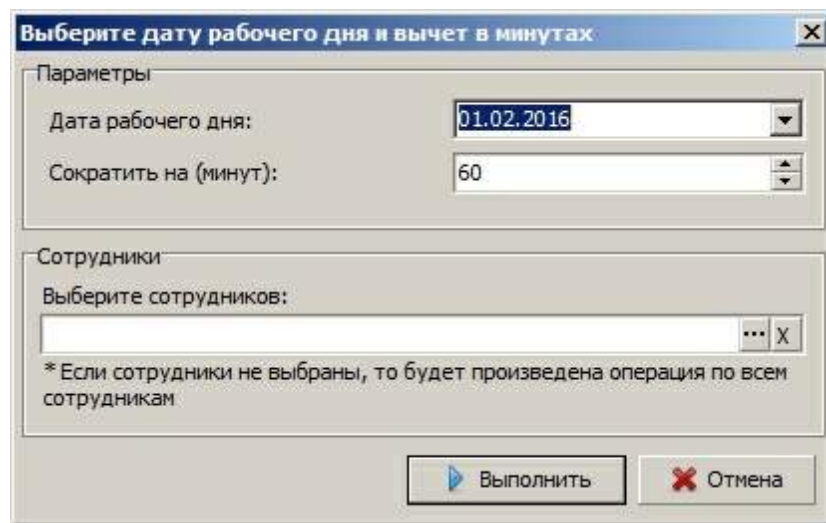 Выберите дату рабочего дня и вычет в минутах
Параметры
Дата рабочего дня: 01.02.2016
Сократить на (минут): 60
Сотрудники
Выберите сотрудников:
... X
* Если сотрудники не выбраны, то будет произведена операция по всем
сотрудникам
Выполнить Отмена